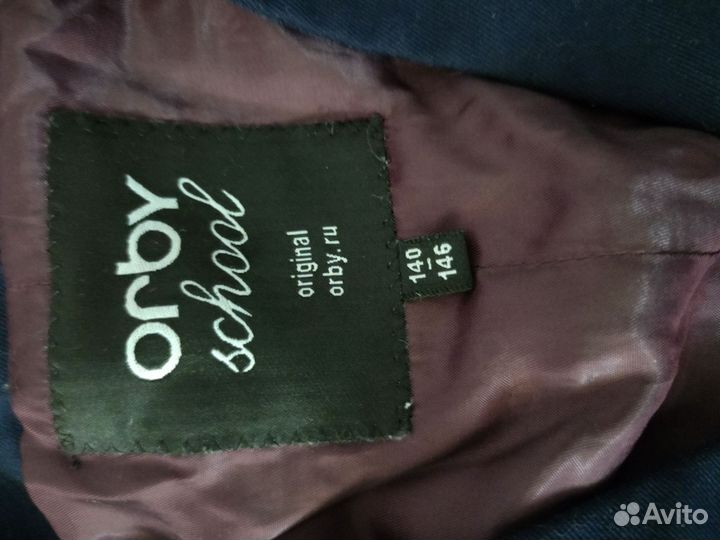 orby
school
original
orby.ru
140
146
Avito